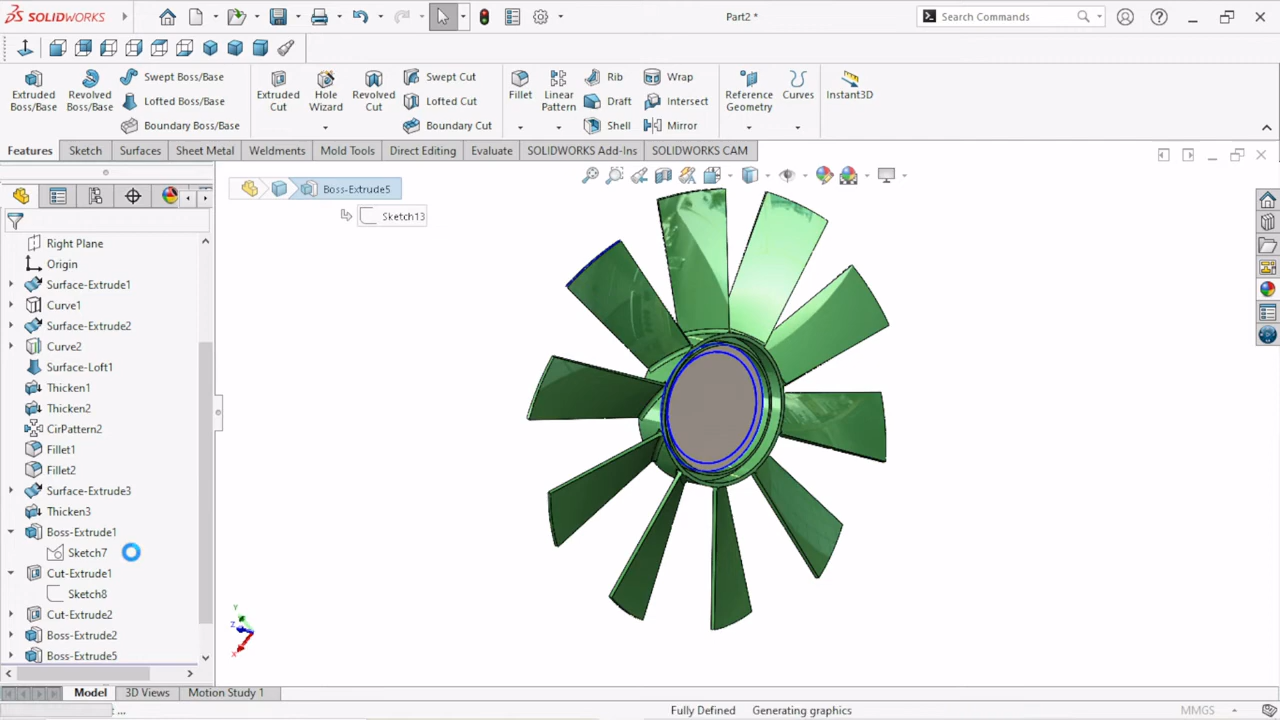 SOLIDWORKS
Part2 *
Search Commands
Extruded Boss/Base
Revolved Boss/Base
Swept Boss/Base
Lofted Boss/Base
Boundary Boss/Base
Extruded Cut
Hole Wizard
Revolved Cut
Swept Cut
Lofted Cut
Boundary Cut
Fillet
Linear Pattern
Rib
Draft
Shell
Wrap
Intersect
Mirror
Reference Geometry
Curves
Instant3D
Features
Sketch
Surfaces
Sheet Metal
Weldments
Mold Tools
Direct Editing
Evaluate
SOLIDWORKS Add-Ins
SOLIDWORKS CAM
Boss-Extrude5
Sketch13
Right Plane
Origin
Surface-Extrude1
Curve1
Surface-Extrude2
Curve2
Surface-Loft1
Thicken1
Thicken2
CirPattern2
Fillet1
Fillet2
Surface-Extrude3
Thicken3
Boss-Extrude1
Sketch7
Cut-Extrude1
Sketch8
Cut-Extrude2
Boss-Extrude2
Boss-Extrude5
Y
Z
X
Model
3D Views
Motion Study 1
...
Fully Defined
Generating graphics
MMGS